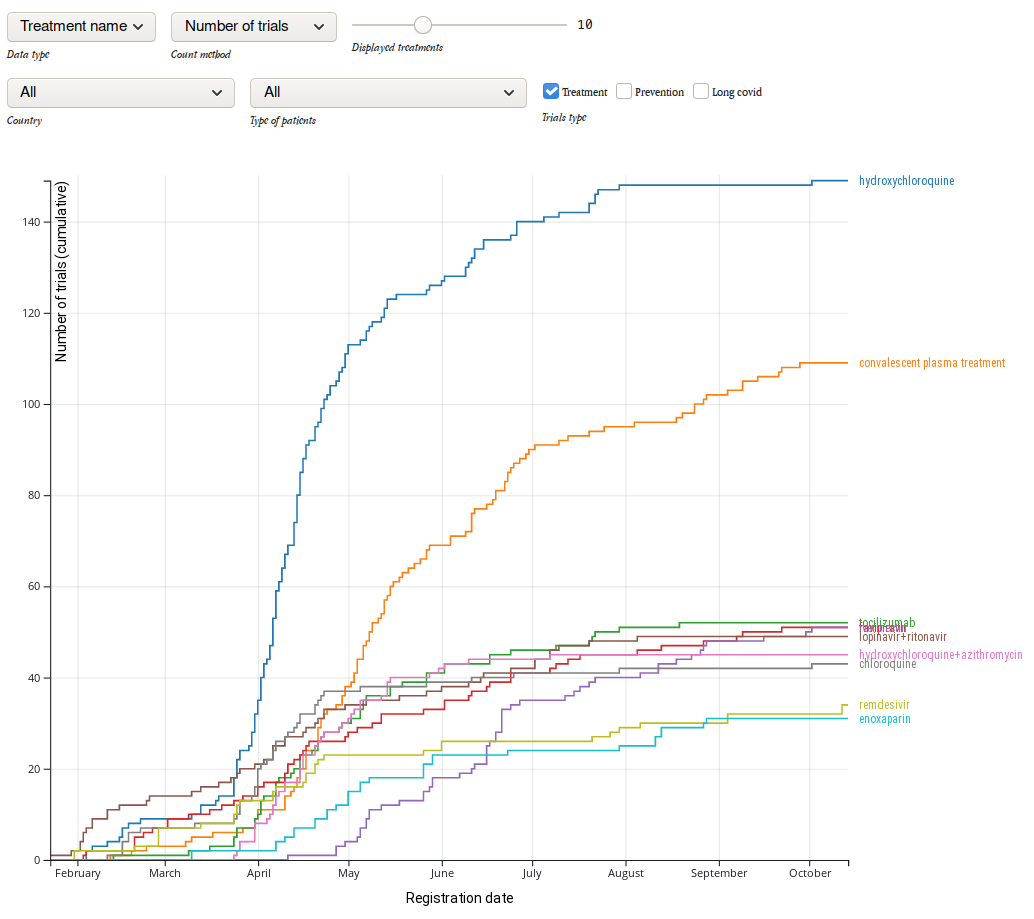 Treatment name
Number of trials
10
Data type
Count method
Displayed treatments
All
All
Treatment
Prevention
Long covid
Country
Type of patients
Trials type
Number of trials (cumulative)
140
120
100
80
60
40
20
0
February
March
April
May
June
July
August
September
October
Registration date
hydroxychloroquine
convalescent plasma treatment
tocilizumab
lopinavir+ritonavir
hydroxychloroquine+azithromycin
chloroquine
remdesivir
enoxaparin